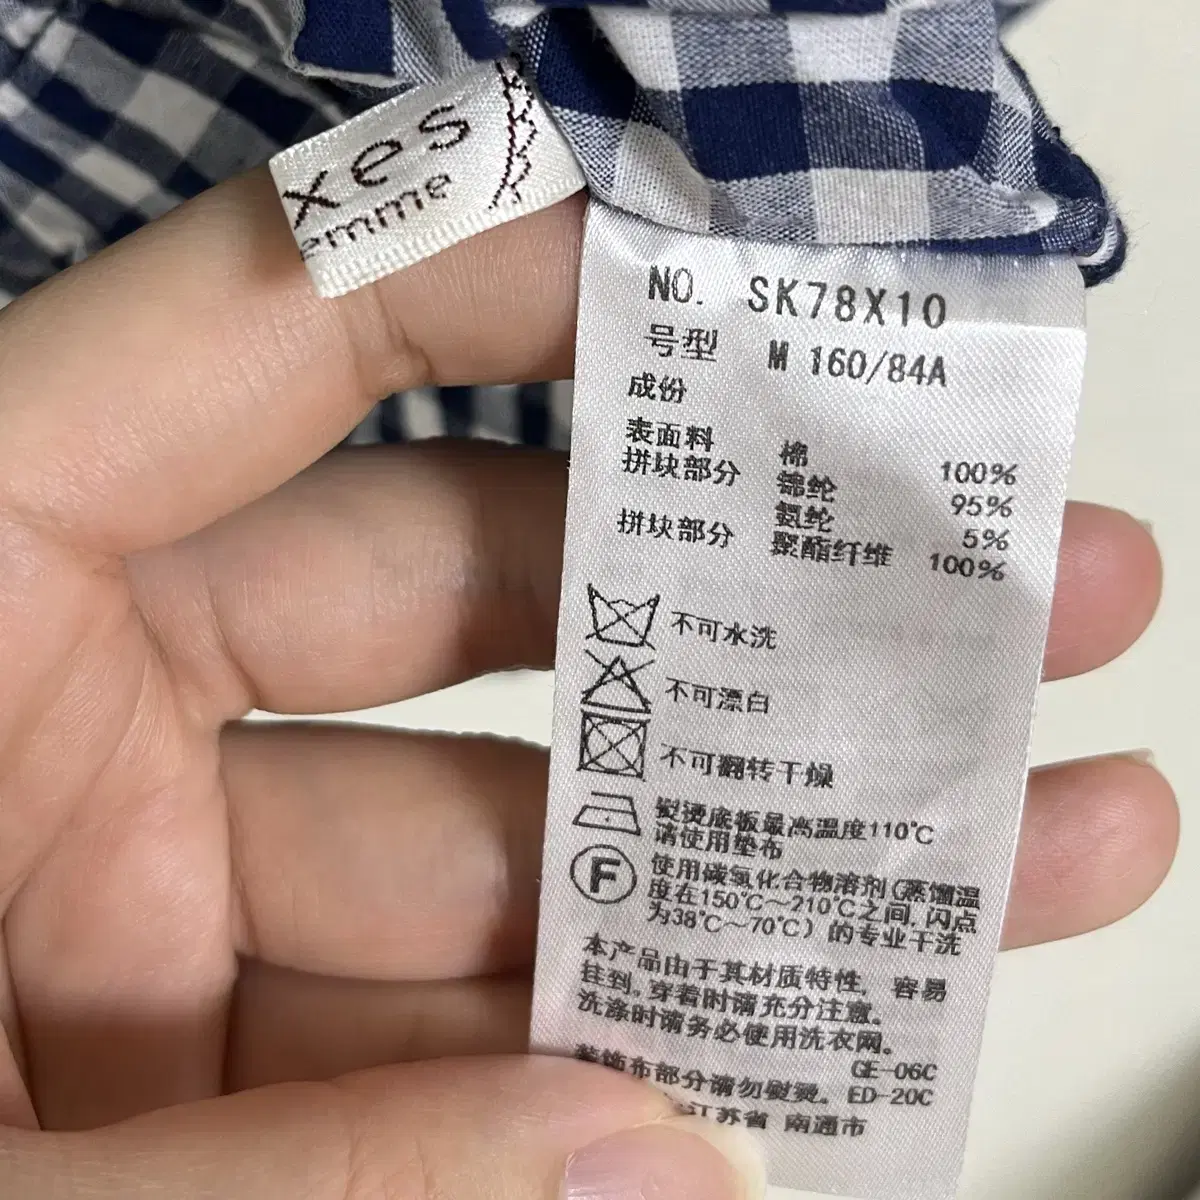 xes
emme
NO. SK78X10
号型 M 160/84A
成份
表面料 棉 100%
拼块部分 锦纶 95%
氨纶 5%
拼块部分 聚酯纤维 100%
不可水洗
不可漂白
不可翻转干燥
熨烫底板最高温度110℃
请使用垫布
F
使用碳氢化合物溶剂(蒸馏温
度在150℃～210℃之间,闪点
为38℃～70℃)的专业干洗
本产品由于其材质特性, 容易
挂到,穿着时请充分注意。
洗涤时请务必使用洗衣网。
GE-06C
装饰布部分请勿熨烫。ED-20C
江苏省 南通市